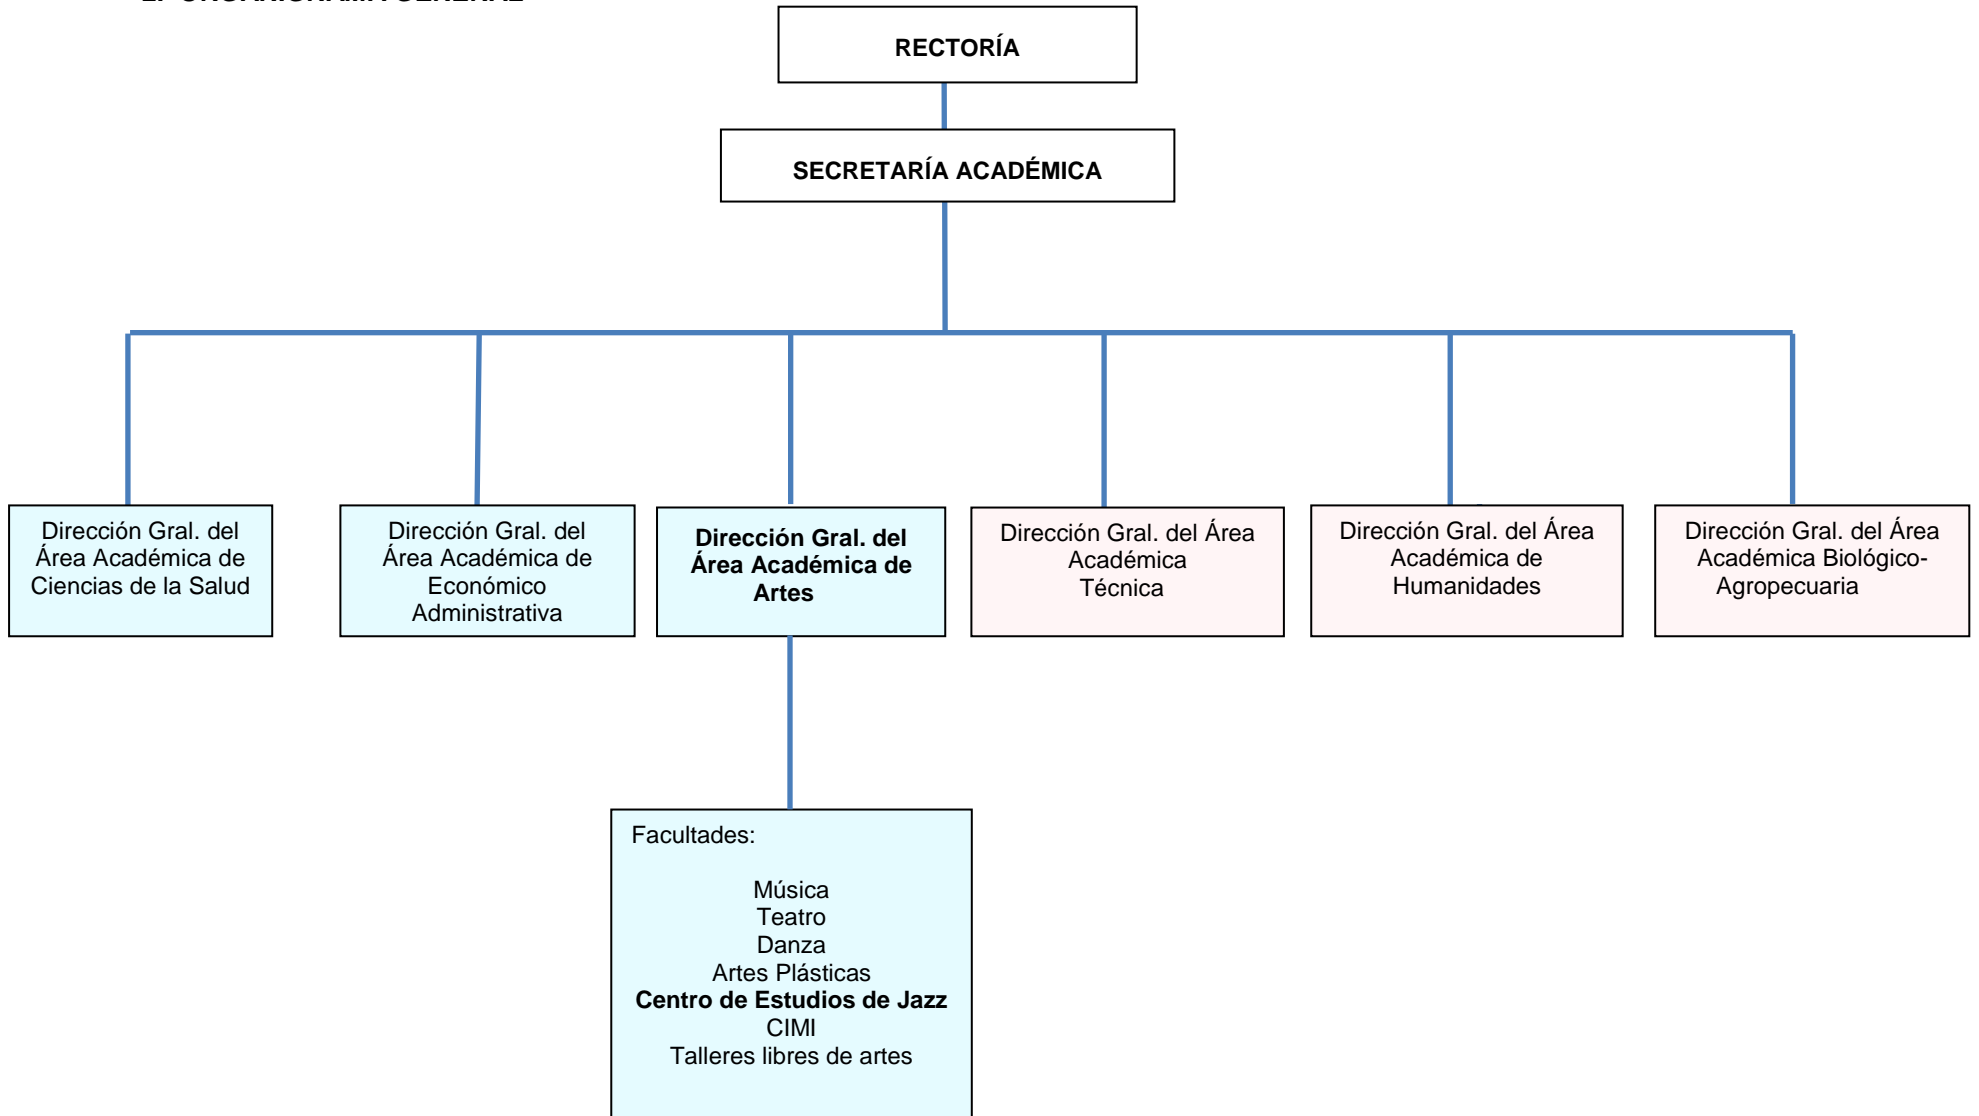 RECTORÍA
SECRETARÍA ACADÉMICA
Dirección Gral. del
Área Académica de
Ciencias de la Salud
Dirección Gral. del
Área Académica de
Económico
Administrativa
Dirección Gral. del
Área Académica de
Artes
Dirección Gral. del Área
Académica
Técnica
Dirección Gral. del Área
Académica de
Humanidades
Dirección Gral. del Área
Académica Biológico-
Agropecuaria
Facultades:
Música
Teatro
Danza
Artes Plásticas
Centro de Estudios de Jazz
CIMI
Talleres libres de artes